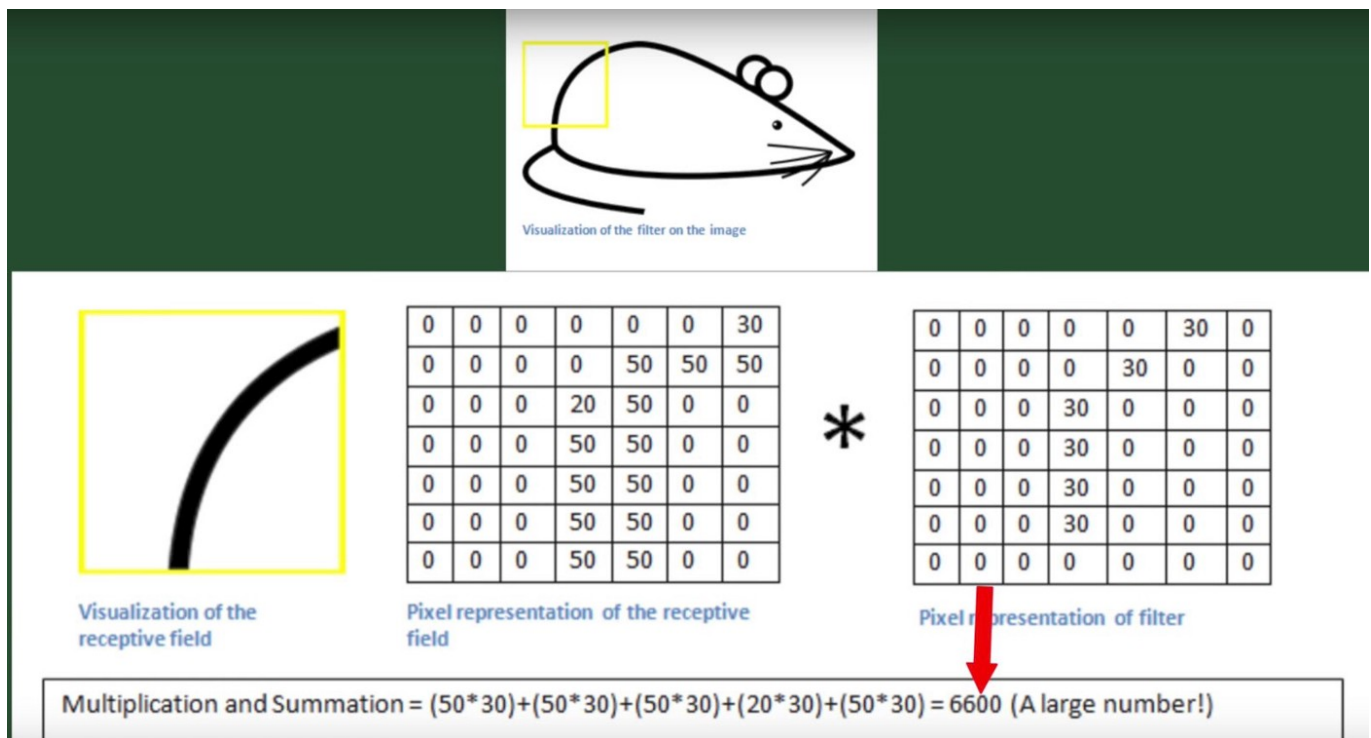 Visualization of the filter on the image
0 0 0 0 0 0 30
0 0 0 0 50 50 50
0 0 0 20 50 0 0
0 0 0 50 50 0 0
0 0 0 50 50 0 0
0 0 0 50 50 0 0
0 0 0 50 50 0 0
*
0 0 0 0 0 30 0
0 0 0 0 30 0 0
0 0 0 30 0 0 0
0 0 0 30 0 0 0
0 0 0 30 0 0 0
0 0 0 30 0 0 0
0 0 0 0 0 0 0
Visualization of the
receptive field
Pixel representation of the receptive
field
Pixel representation of filter
Multiplication and Summation = (50*30)+(50*30)+(50*30)+(20*30)+(50*30) = 6600 (A large number!)